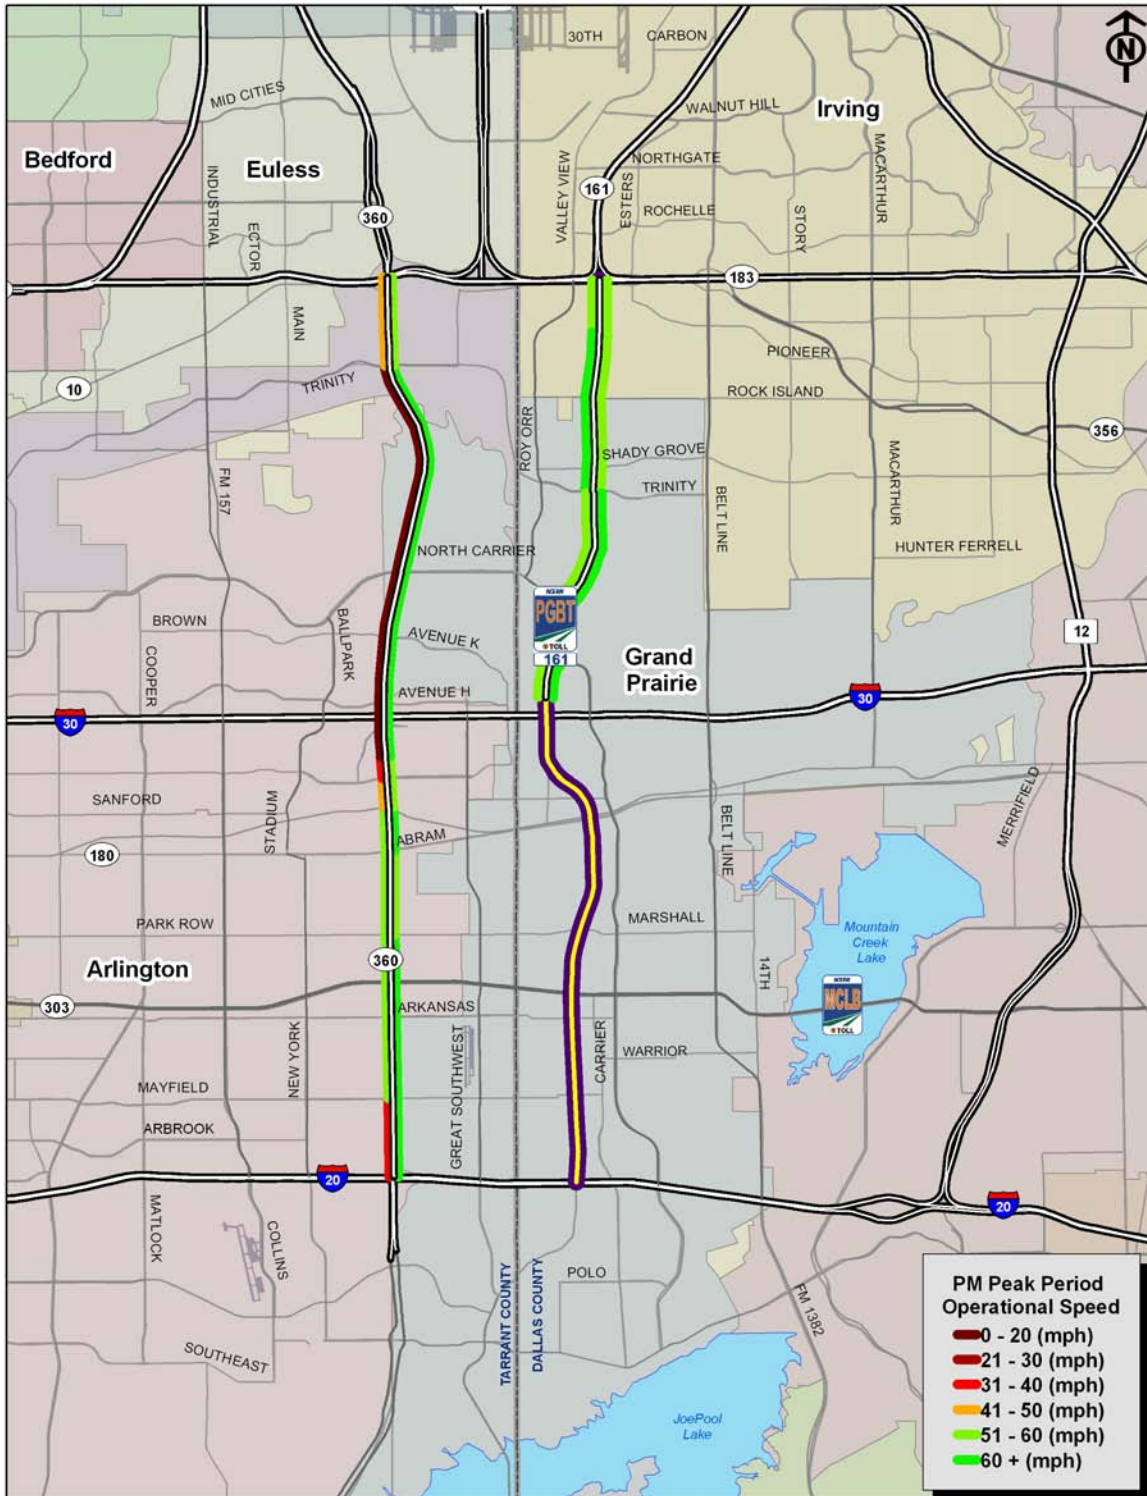 30TH
CARBON
MID CITIES
WALNUT HILL
Irving
Bedford
Euless
NORTHGATE
MACARTHUR
INDUSTRIAL
VALLEY VIEW
ESTERS
161
360
ECTOR
ROCHELLE
STORY
183
MAIN
PIONEER
TRINITY
10
ROCK ISLAND
ROY ORR
356
SHADY GROVE
FM 157
TRINITY
BELT LINE
MACARTHUR
NORTH CARRIER
HUNTER FERRELL
PGBT
TOLL
161
BROWN
BALLPARK
AVENUE K
12
COOPER
Grand
Prairie
AVENUE H
30
30
SANFORD
STADIUM
MERRIFIELD
ABRAM
BELT LINE
180
PARK ROW
MARSHALL
Mountain
Creek
Lake
360
Arlington
14TH
MCLB
TOLL
303
ARKANSAS
NEW YORK
GREAT SOUTHWEST
CARRIER
WARRIOR
MAYFIELD
ARBROOK
20
20
MATLOCK
COLLINS
POLO
TARRANT COUNTY
DALLAS COUNTY
FM 1382
SOUTHEAST
JoePool
Lake
PM Peak Period
Operational Speed
0 - 20 (mph)
21 - 30 (mph)
31 - 40 (mph)
41 - 50 (mph)
51 - 60 (mph)
60 + (mph)
N